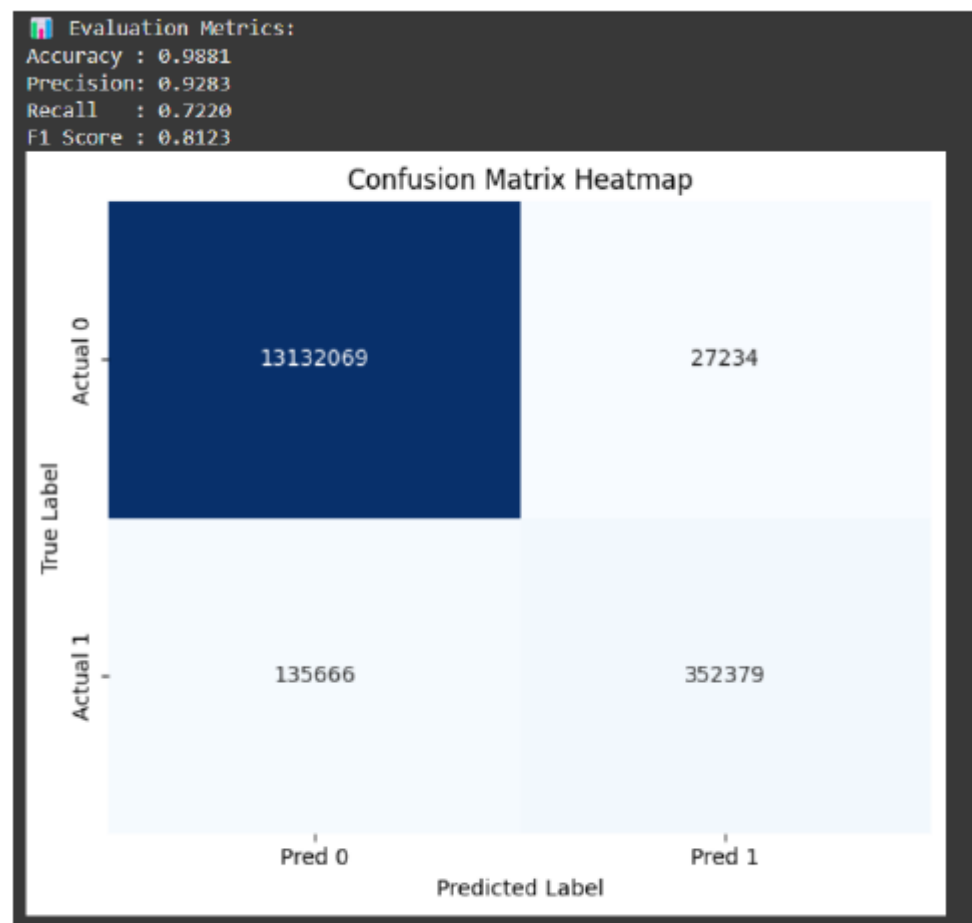 📊 Evaluation Metrics:
Accuracy : 0.9881
Precision: 0.9283
Recall   : 0.7220
F1 Score : 0.8123
Confusion Matrix Heatmap
True Label
Actual 0
13132069
27234
Actual 1
135666
352379
Pred 0
Pred 1
Predicted Label